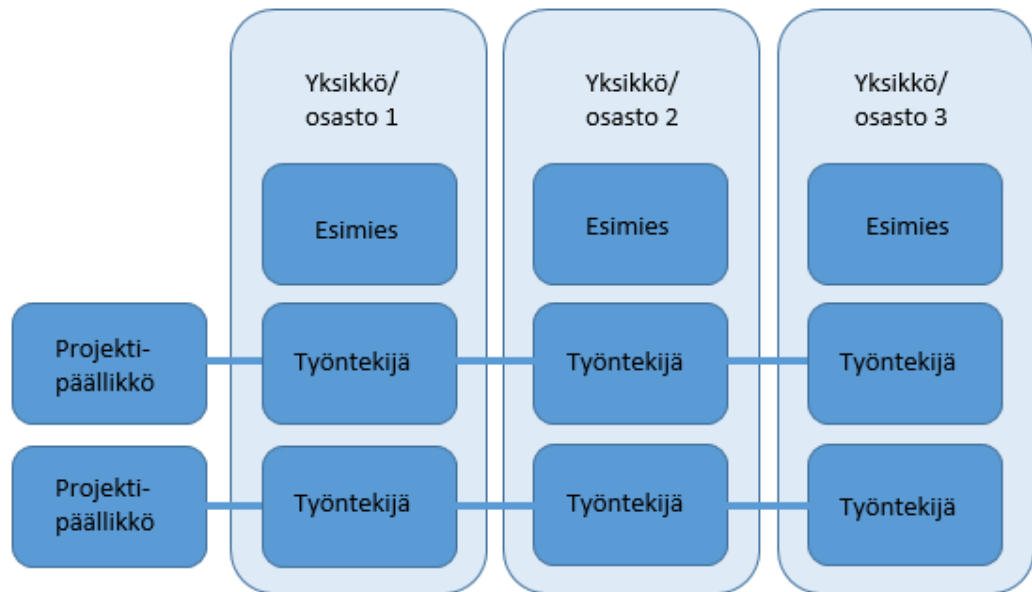 Yksikkö/
osasto 1
Yksikkö/
osasto 2
Yksikkö/
osasto 3
Esimies
Esimies
Esimies
Projekti-
päällikkö
Työntekijä
Työntekijä
Työntekijä
Projekti-
päällikkö
Työntekijä
Työntekijä
Työntekijä